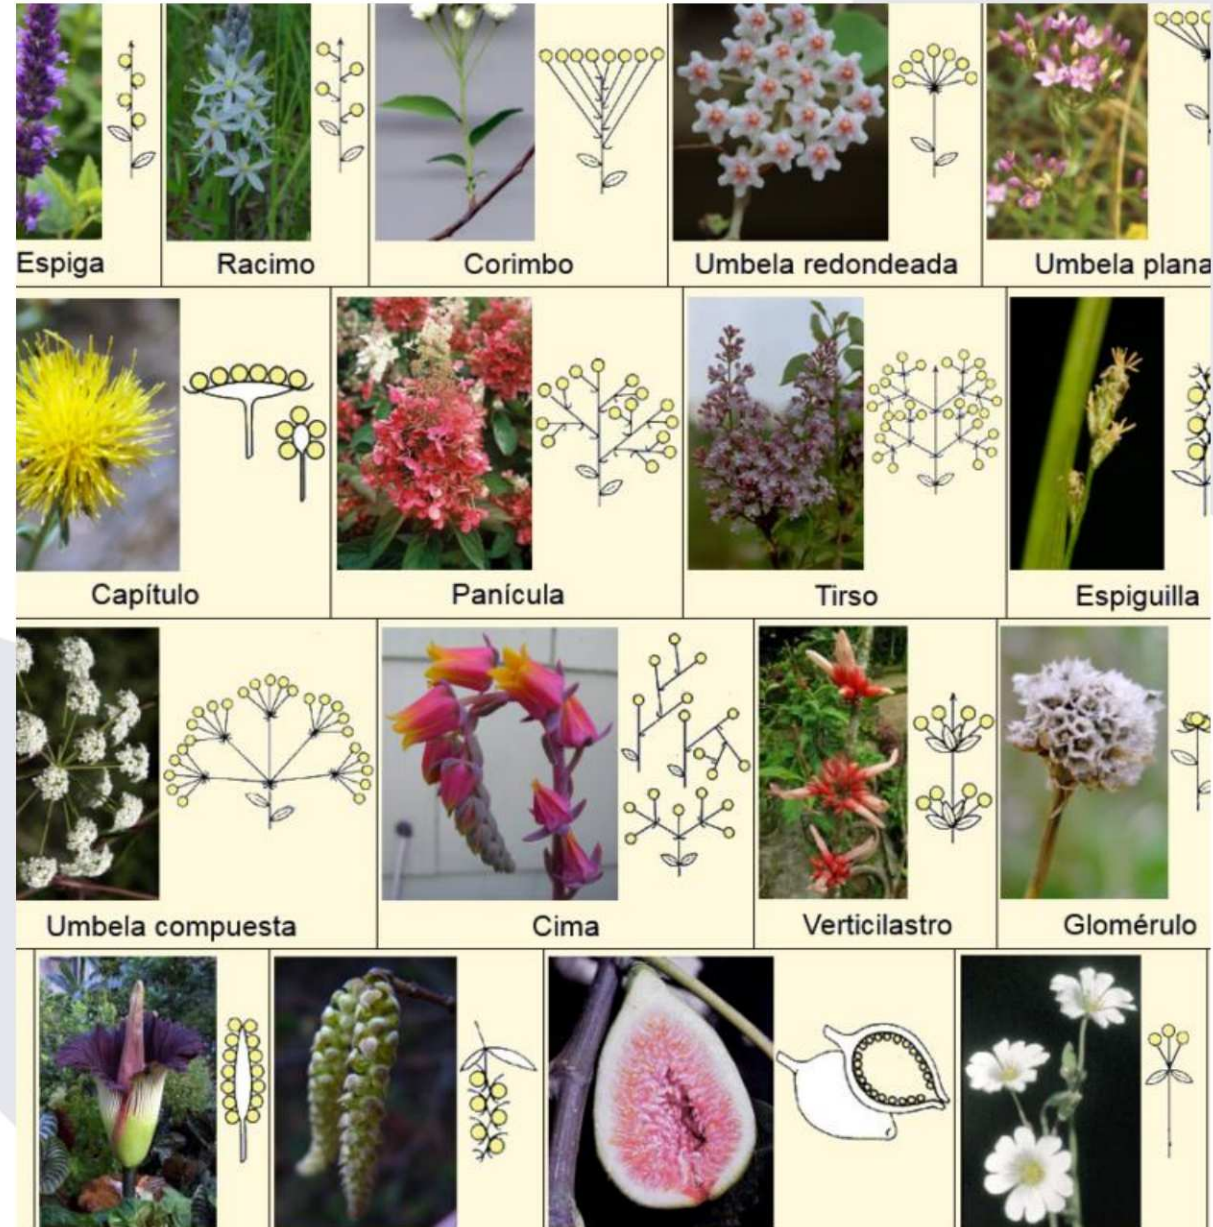 Espiga
Racimo
Corimbo
Umbela redondeada
Umbela plana
Capítulo
Panícula
Tirso
Espiguilla
Umbela compuesta
Cima
Verticilastro
Glomérulo